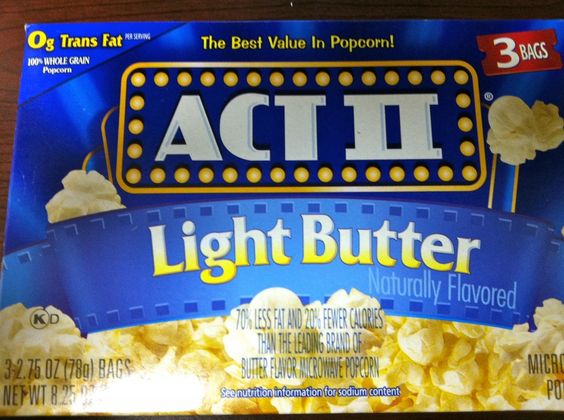 0g Trans Fat PER SERVING
100% WHOLE GRAIN
Popcorn
The Best Value In Popcorn!
3 BAGS
ACT II ®
Light Butter
Naturally Flavored
K D
70% LESS FAT AND 20% FEWER CALORIES
THAN THE LEADING BRAND OF
BUTTER FLAVOR MICROWAVE POPCORN
See nutrition information for sodium content
3-2.75 OZ (78g) BAGS
NET WT 8.25 OZ
MICRO
PO